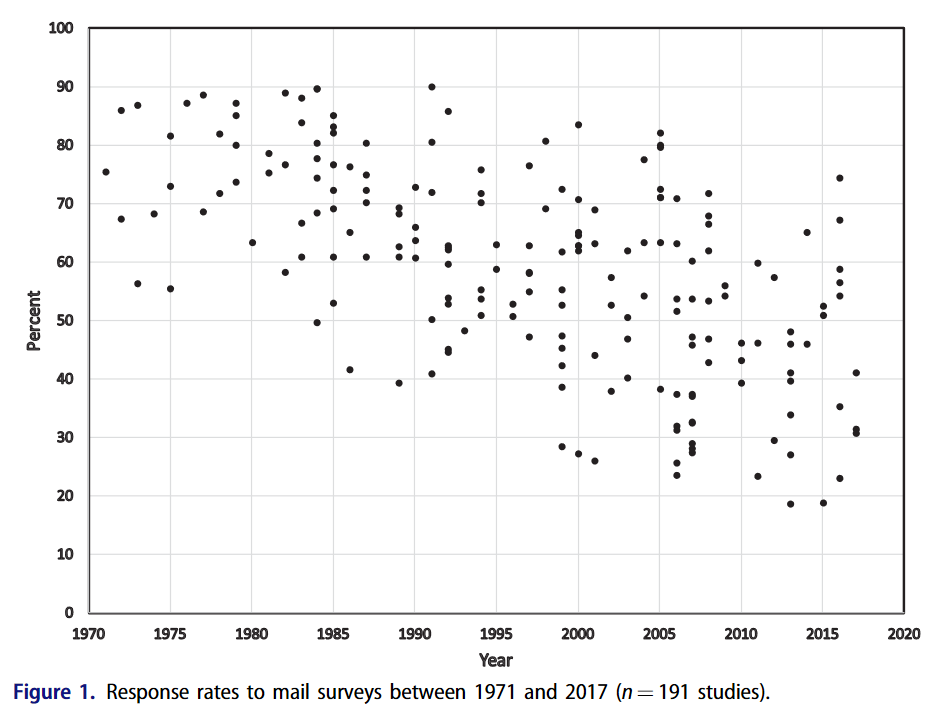 100
90
80
70
60
50
40
30
20
10
0
Percent
1970 1975 1980 1985 1990 1995 2000 2005 2010 2015 2020
Year
Figure 1. Response rates to mail surveys between 1971 and 2017 (n = 191 studies).